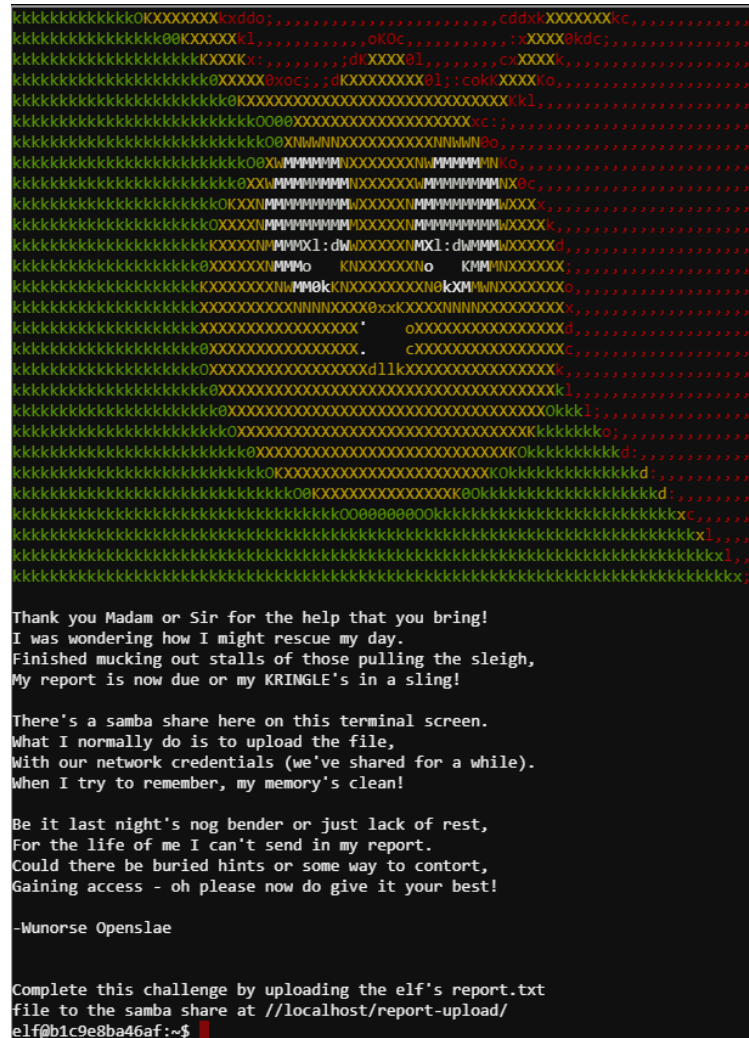 Thank you Madam or Sir for the help that you bring!
I was wondering how I might rescue my day.
Finished mucking out stalls of those pulling the sleigh,
My report is now due or my KRINGLE's in a sling!
There's a samba share here on this terminal screen.
What I normally do is to upload the file,
With our network credentials (we've shared for a while).
When I try to remember, my memory's clean!
Be it last night's nog bender or just lack of rest,
For the life of me I can't send in my report.
Could there be buried hints or some way to contort,
Gaining access - oh please now do give it your best!
-Wunorse Openslae
Complete this challenge by uploading the elf's report.txt
file to the samba share at //localhost/report-upload/
elf@b1c9e8ba46af:~$